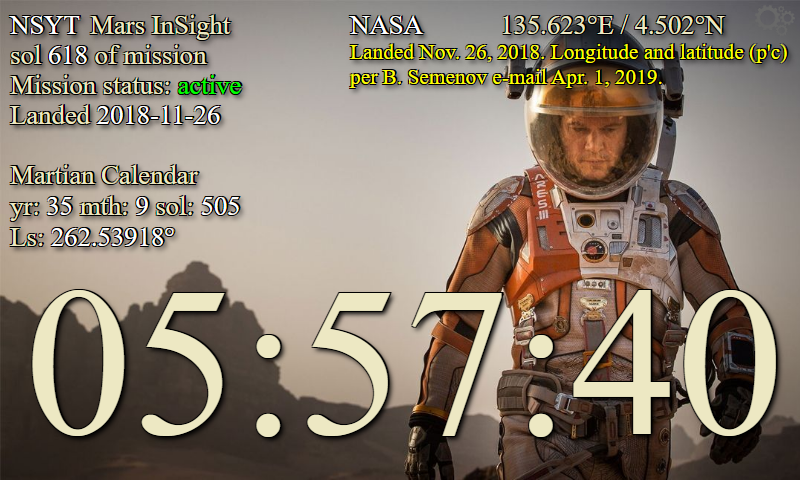 NSYT Mars InSight
sol 618 of mission
Mission status: active
Landed 2018-11-26
NASA 135.623°E / 4.502°N
Landed Nov. 26, 2018. Longitude and latitude (p'c)
per B. Semenov e-mail Apr. 1, 2019.
Martian Calendar
yr: 35 mth: 9 sol: 505
Ls: 262.53918°
ARES III
05:57:40